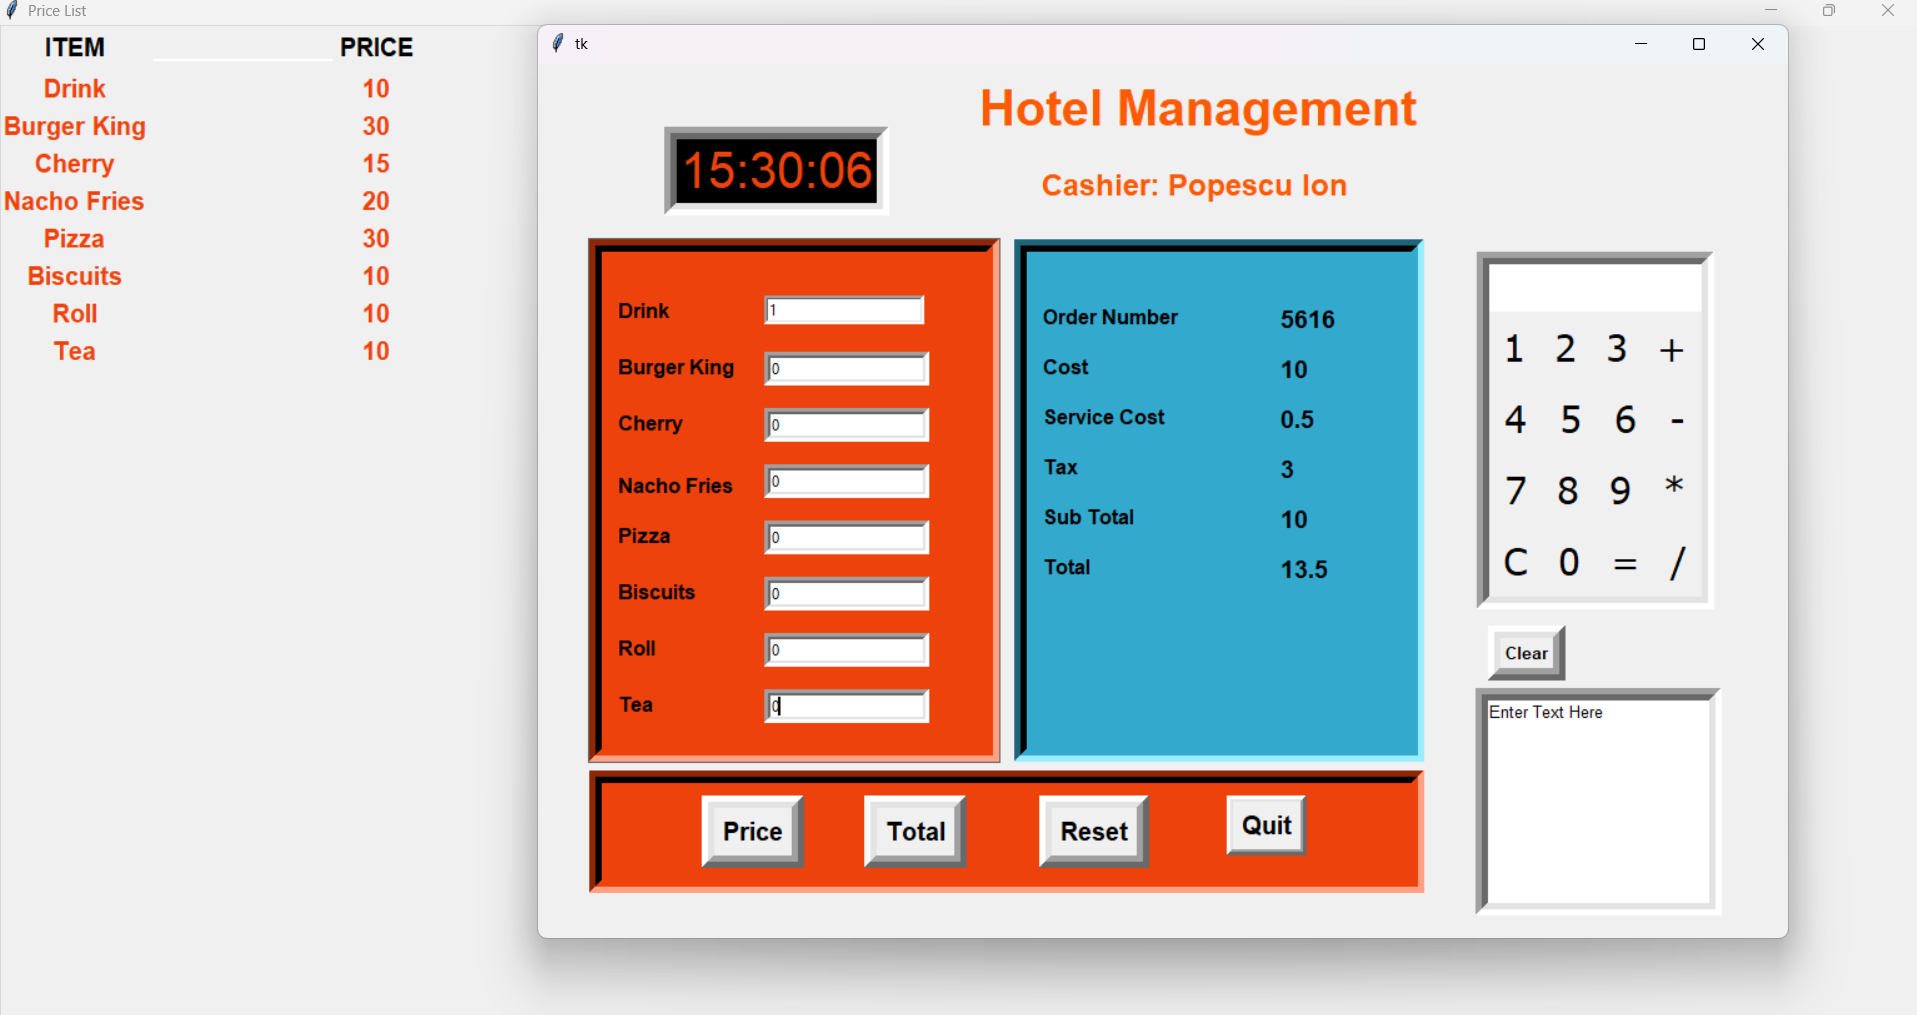 Price List
ITEM PRICE
Drink 10
Burger King 30
Cherry 15
Nacho Fries 20
Pizza 30
Biscuits 10
Roll 10
Tea 10
tk
Hotel Management
15:30:06
Cashier: Popescu Ion
Drink 1
Burger King 0
Cherry 0
Nacho Fries 0
Pizza 0
Biscuits 0
Roll 0
Tea 0
Order Number 5616
Cost 10
Service Cost 0.5
Tax 3
Sub Total 10
Total 13.5
1 2 3 +
4 5 6 -
7 8 9 *
C 0 = /
Clear
Enter Text Here
Price Total Reset Quit